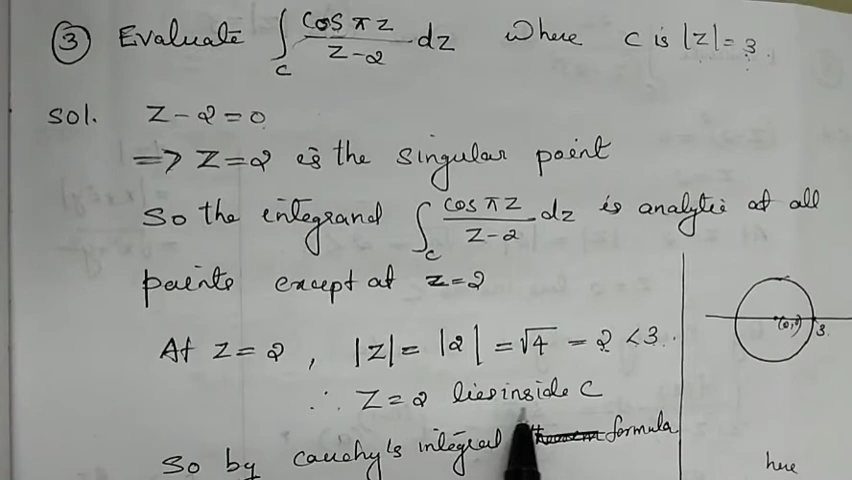 ③ Evaluate ∫_C cos πz / z-2 dz where C is |z|=3.
Sol. z-2=0
⇒ z=2 is the singular point
So the integrand ∫_C cos πz / z-2 dz is analytic at all
points except at z=2
At z=2, |z|=|2|=√4=2<3.
∴ z=2 lies inside C
So by cauchy's integral formula
3
here